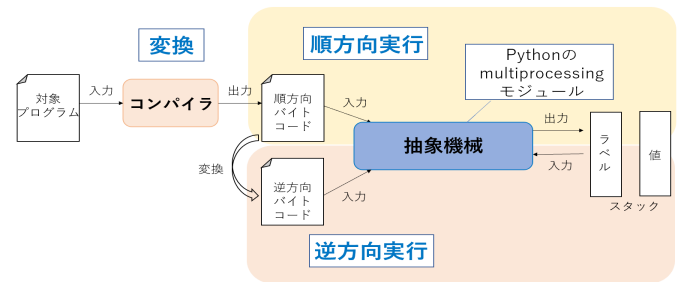 変換
順方向実行
Pythonの
multiprocessing
モジュール
対象
プログラム
入力
コンパイラ
出力
順方向
バイト
コード
入力
抽象機械
出力
入力
ラベル
値
スタック
変換
逆方向
バイト
コード
入力
逆方向実行